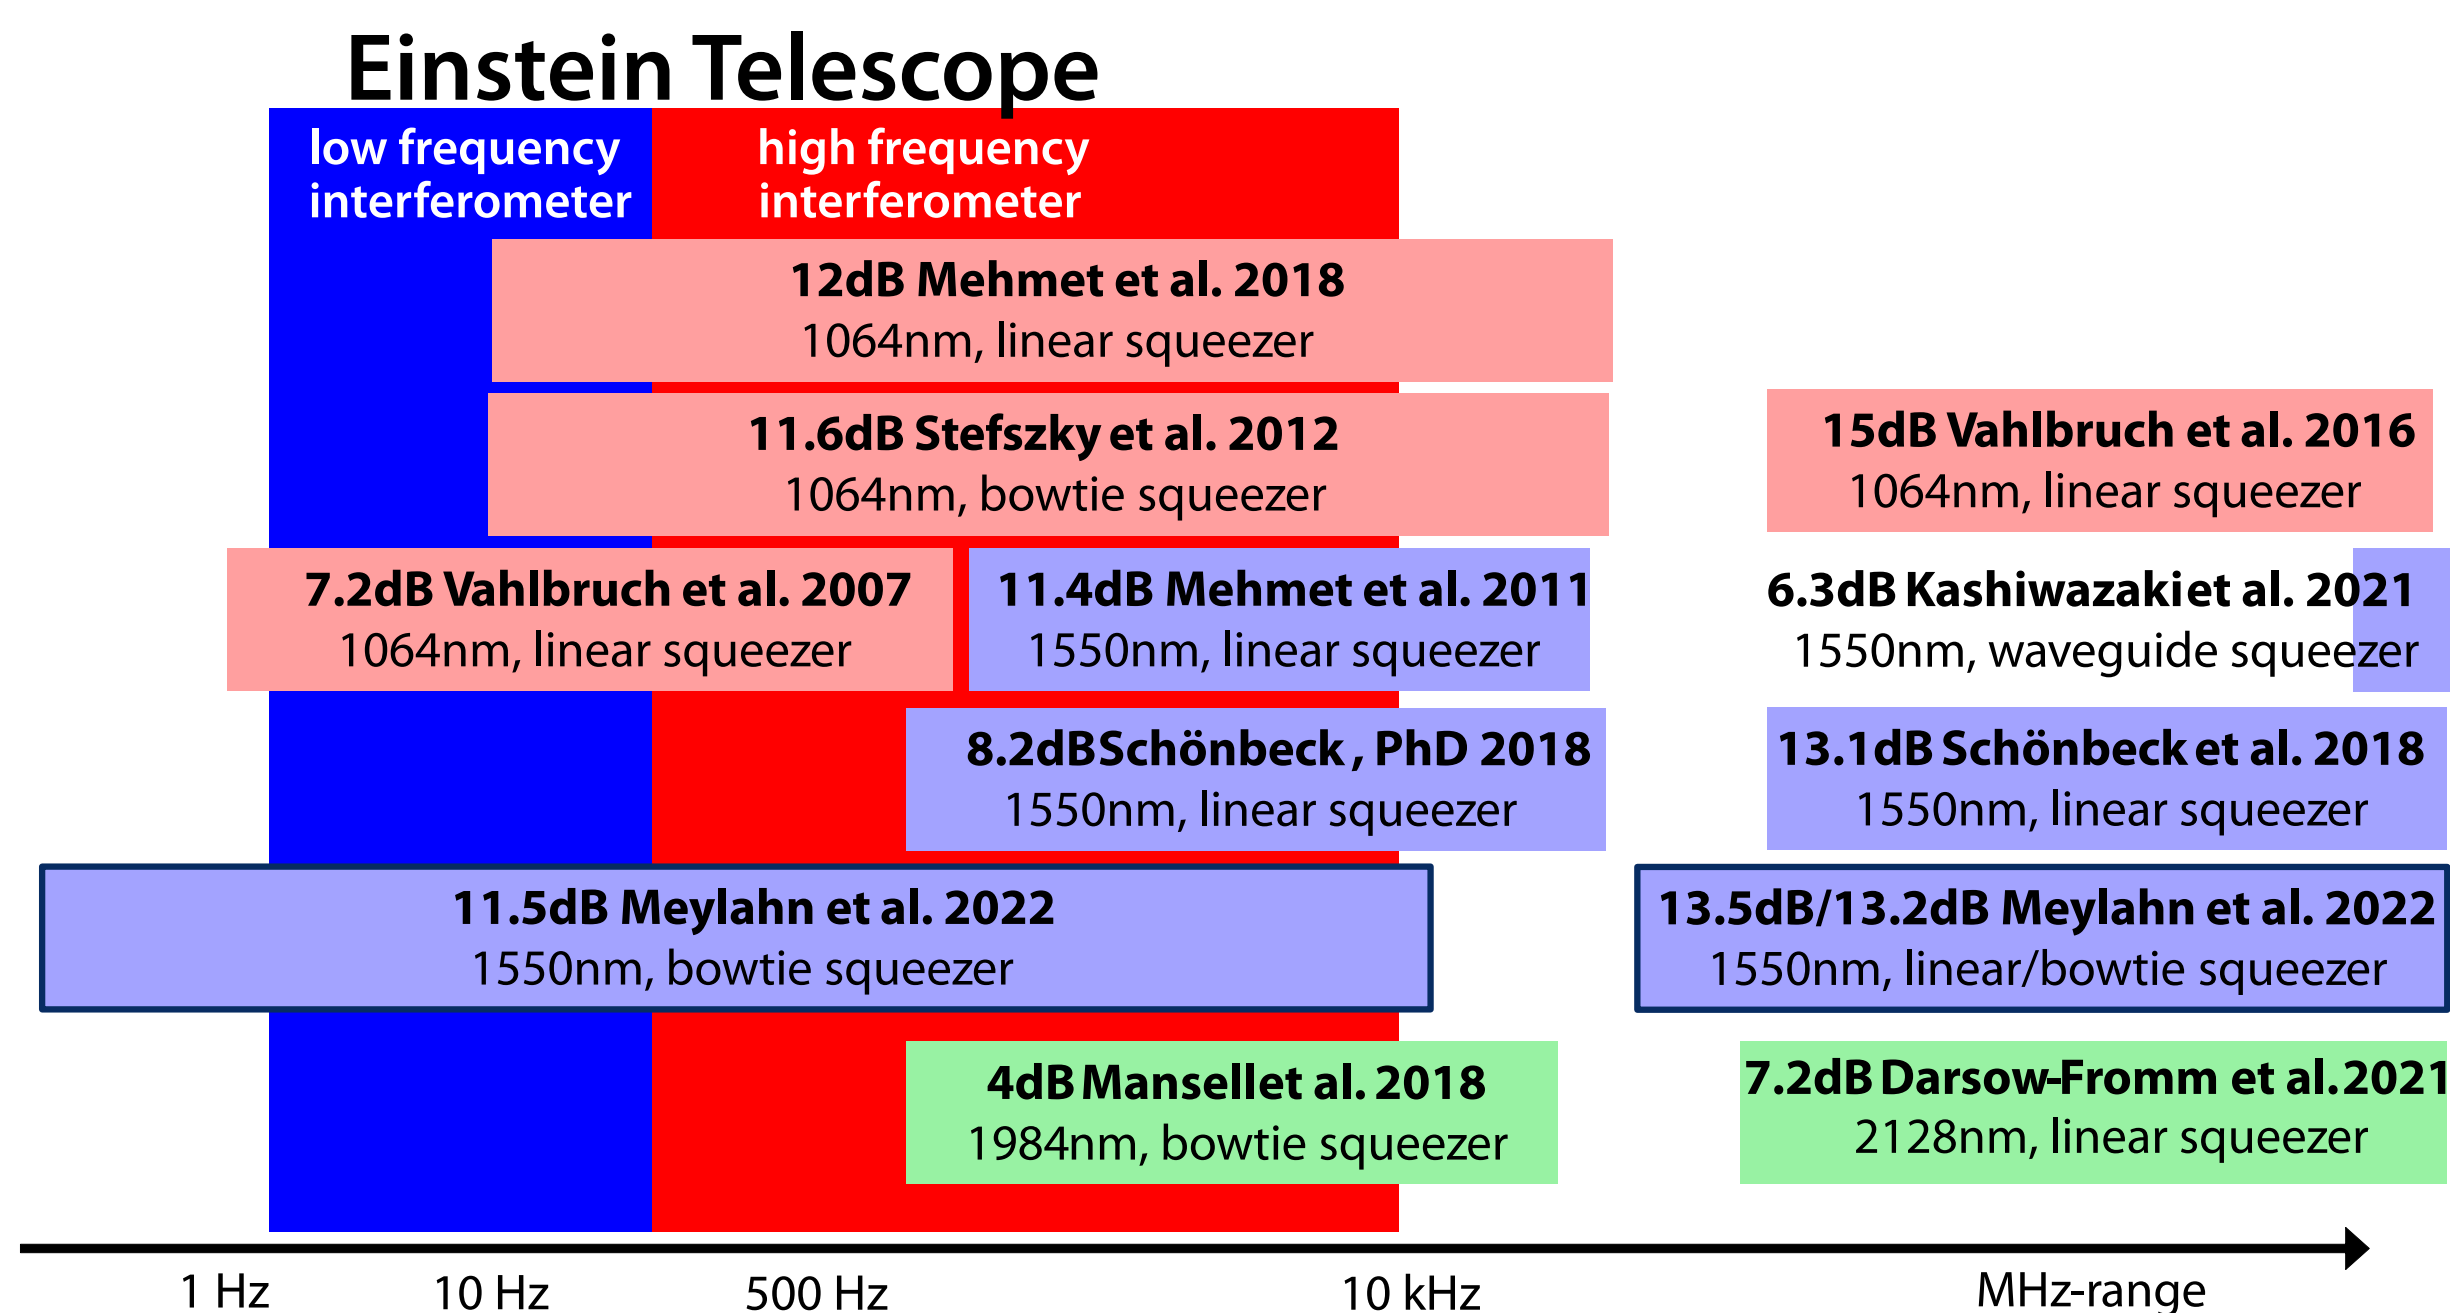 Einstein Telescope
low frequency
interferometer
high frequency
interferometer
12dB Mehmet et al. 2018
1064nm, linear squeezer
11.6dB Stefszky et al. 2012
1064nm, bowtie squeezer
15dB Vahlbruch et al. 2016
1064nm, linear squeezer
7.2dB Vahlbruch et al. 2007
1064nm, linear squeezer
11.4dB Mehmet et al. 2011
1550nm, linear squeezer
6.3dB Kashiwazaki et al. 2021
1550nm, waveguide squeezer
8.2dB Schönbeck, PhD 2018
1550nm, linear squeezer
13.1dB Schönbeck et al. 2018
1550nm, linear squeezer
11.5dB Meylahn et al. 2022
1550nm, bowtie squeezer
13.5dB/13.2dB Meylahn et al. 2022
1550nm, linear/bowtie squeezer
4dB Mansell et al. 2018
1984nm, bowtie squeezer
7.2dB Darsow-Fromm et al. 2021
2128nm, linear squeezer
1 Hz
10 Hz
500 Hz
10 kHz
MHz-range